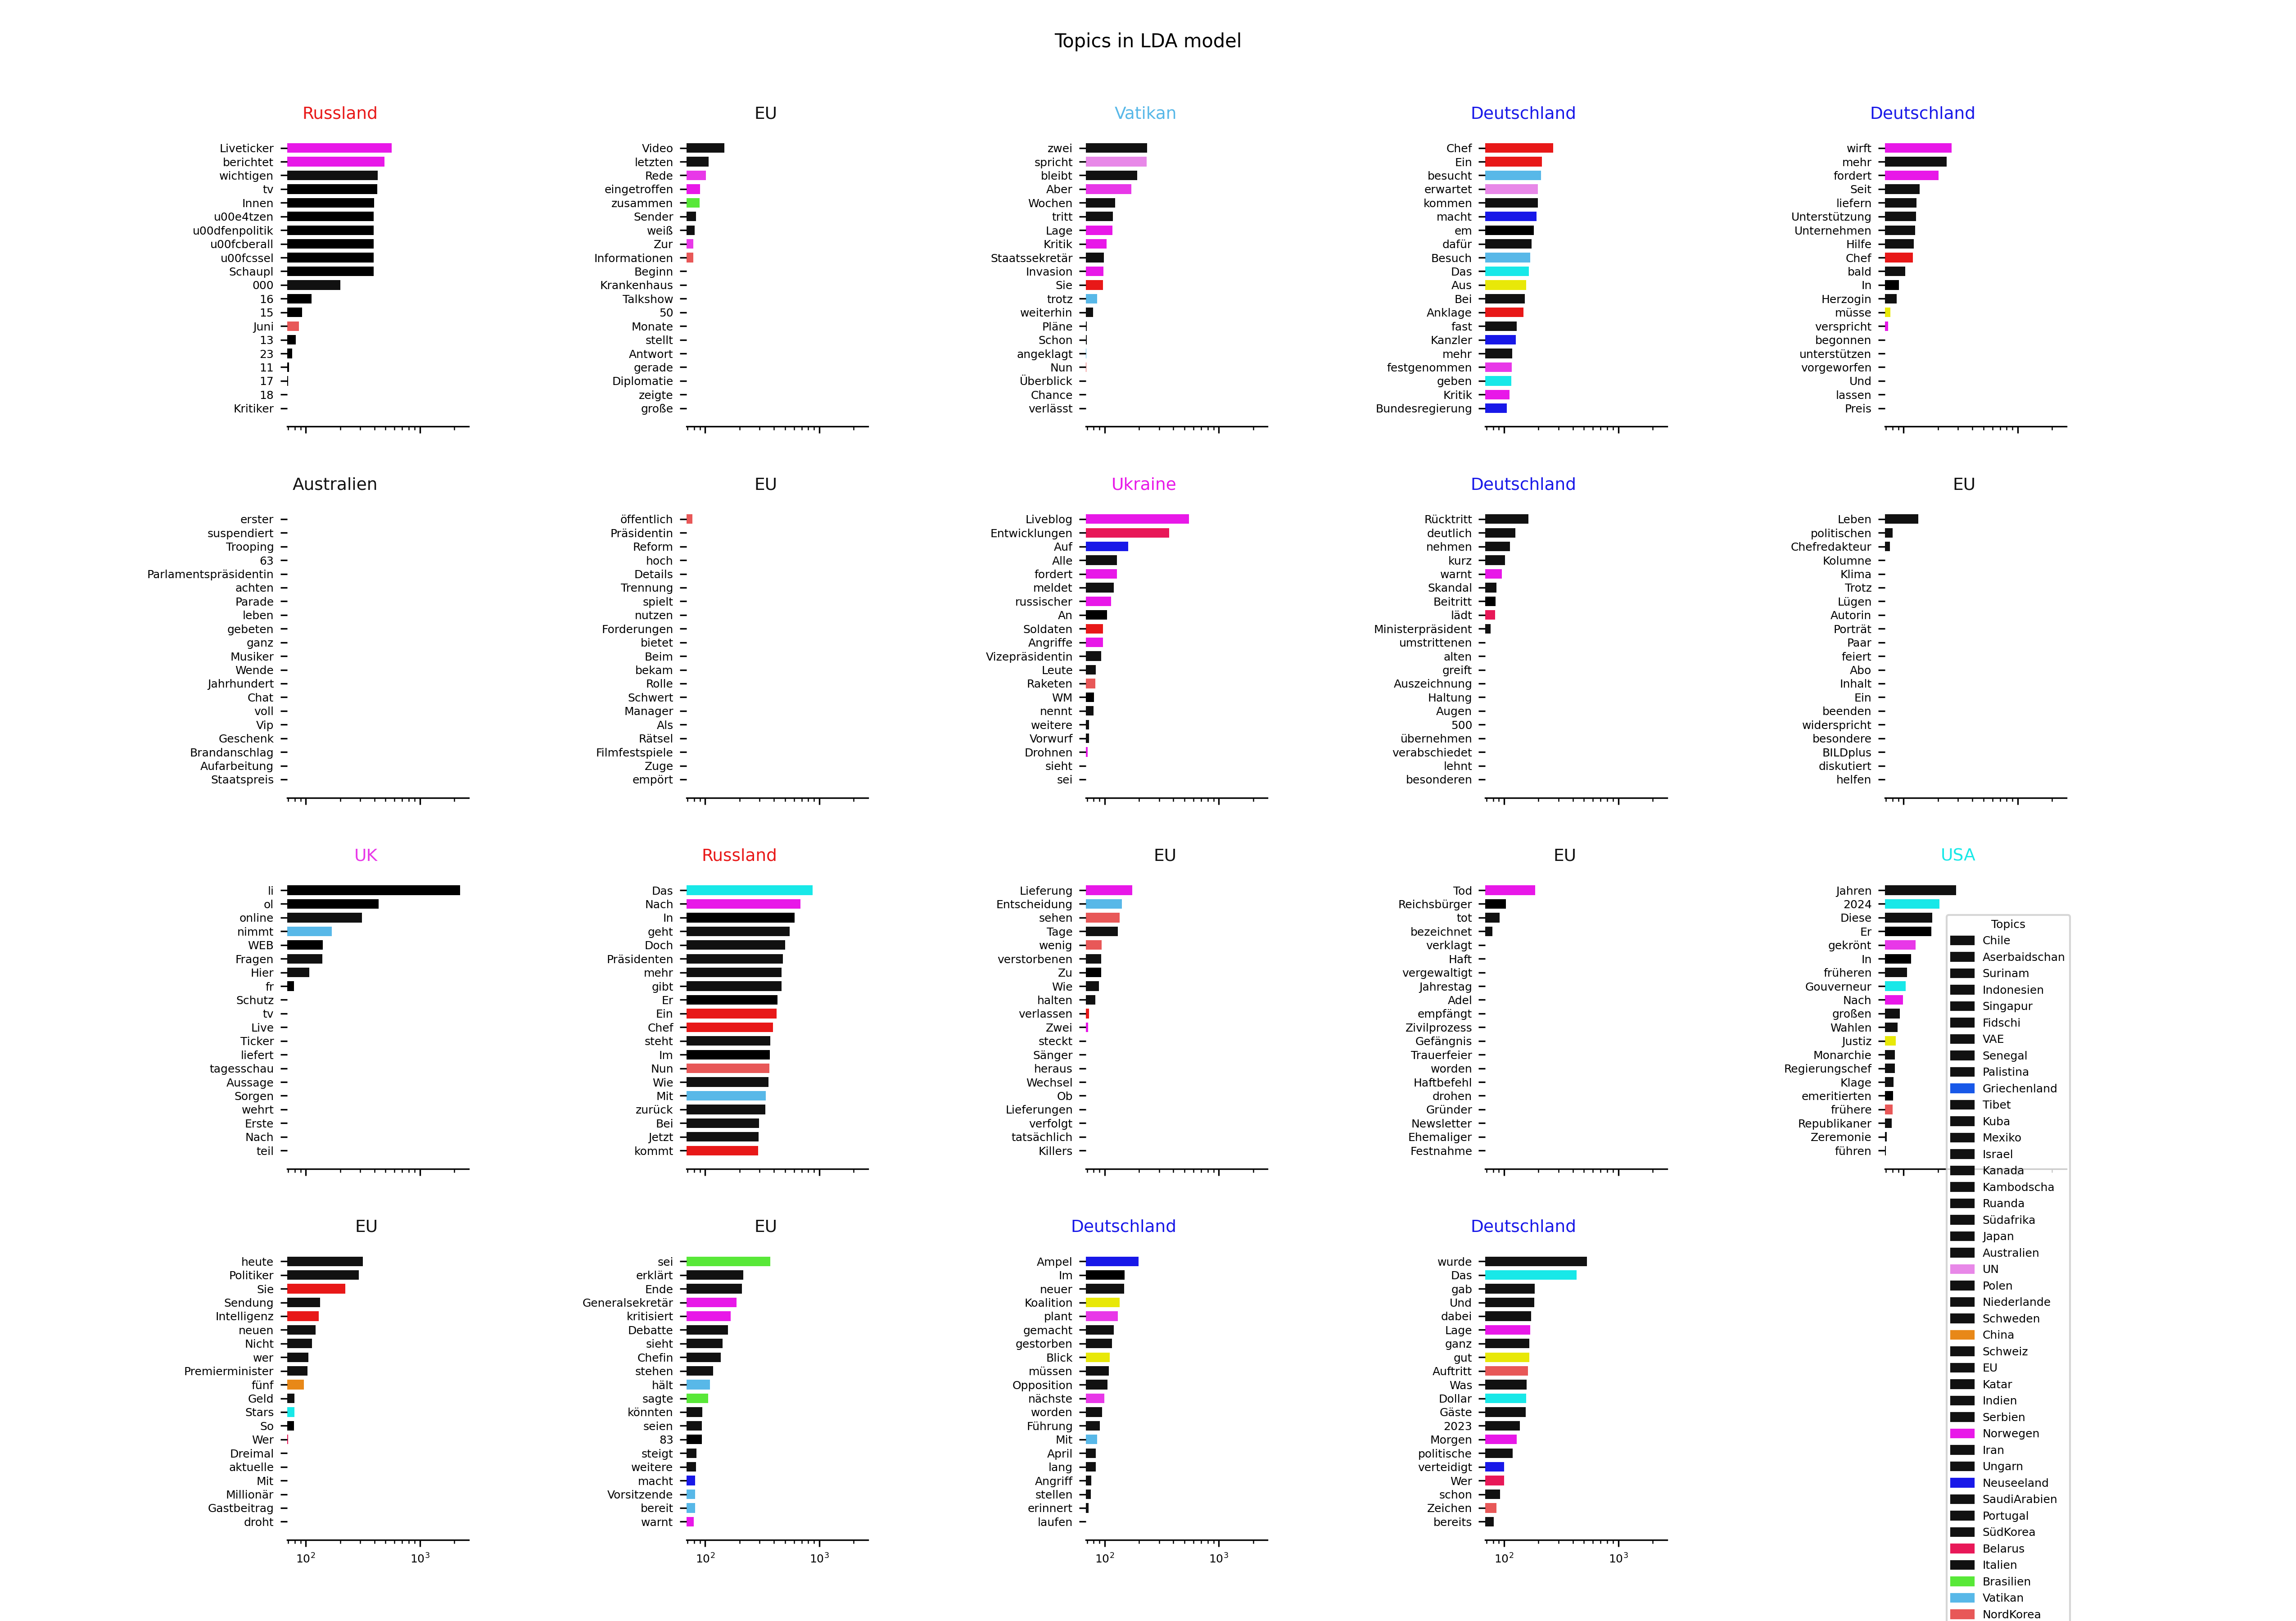 Topics in LDA model
Russland
Liveticker
berichtet
wichtigen
tv
Innen
u00e4tzen
u00dfenpolitik
u00fcberall
u00fcssel
Schaupl
000
16
15
Juni
13
23
11
17
18
Kritiker
EU
Video
letzten
Rede
eingetroffen
zusammen
Sender
weiß
Zur
Informationen
Beginn
Krankenhaus
Talkshow
50
Monate
stellt
Antwort
gerade
Diplomatie
zeigte
große
Vatikan
zwei
spricht
bleibt
Aber
Wochen
tritt
Lage
Kritik
Staatssekretär
Invasion
Sie
trotz
weiterhin
Pläne
Schon
angeklagt
Nun
Überblick
Chance
verlässt
Deutschland
Chef
Ein
besucht
erwartet
kommen
macht
em
dafür
Besuch
Das
Aus
Bei
Anklage
fast
Kanzler
mehr
festgenommen
geben
Kritik
Bundesregierung
Deutschland
wirft
mehr
fordert
Seit
liefern
Unterstützung
Unternehmen
Hilfe
Chef
bald
In
Herzogin
müsse
verspricht
begonnen
unterstützen
vorgeworfen
Und
lassen
Preis
Australien
erster
suspendiert
Trooping
63
Parlamentspräsidentin
achten
Parade
leben
gebeten
ganz
Musiker
Wende
Jahrhundert
Chat
voll
Vip
Geschenk
Brandanschlag
Aufarbeitung
Staatspreis
EU
öffentlich
Präsidentin
Reform
hoch
Details
Trennung
spielt
nutzen
Forderungen
bietet
Beim
bekam
Rolle
Schwert
Manager
Als
Rätsel
Filmfestspiele
Zuge
empört
Ukraine
Liveblog
Entwicklungen
Auf
Alle
fordert
meldet
russischer
An
Soldaten
Angriffe
Vizepräsidentin
Leute
Raketen
WM
nennt
weitere
Vorwurf
Drohnen
sieht
sei
Deutschland
Rücktritt
deutlich
nehmen
kurz
warnt
Skandal
Beitritt
lädt
Ministerpräsident
umstrittenen
alten
greift
Auszeichnung
Haltung
Augen
500
übernehmen
verabschiedet
lehnt
besonderen
EU
Leben
politischen
Chefredakteur
Kolumne
Klima
Trotz
Lügen
Autorin
Porträt
Paar
feiert
Abo
Inhalt
Ein
beenden
widerspricht
besondere
BILDplus
diskutiert
helfen
UK
li
ol
online
nimmt
WEB
Fragen
Hier
fr
Schutz
tv
Live
Ticker
liefert
tagesschau
Aussage
Sorgen
wehrt
Erste
Nach
teil
Russland
Das
Nach
In
geht
Doch
Präsidenten
mehr
gibt
Er
Ein
Chef
steht
Im
Nun
Wie
Mit
zurück
Bei
Jetzt
kommt
EU
Lieferung
Entscheidung
sehen
Tage
wenig
verstorbenen
Zu
Wie
halten
verlassen
Zwei
steckt
Sänger
heraus
Wechsel
Ob
Lieferungen
verfolgt
tatsächlich
Killers
EU
Tod
Reichsbürger
tot
bezeichnet
verklagt
Haft
vergewaltigt
Jahrestag
Adel
empfängt
Zivilprozess
Gefängnis
Trauerfeier
worden
Haftbefehl
drohen
Gründer
Newsletter
Ehemaliger
Festnahme
USA
Jahren
2024
Diese
Er
gekrönt
In
früheren
Gouverneur
Nach
großen
Wahlen
Justiz
Monarchie
Regierungschef
Klage
emeritierten
frühere
Republikaner
Zeremonie
führen
EU
heute
Politiker
Sie
Sendung
Intelligenz
neuen
Nicht
wer
Premierminister
fünf
Geld
Stars
So
Wer
Dreimal
aktuelle
Mit
Millionär
Gastbeitrag
droht
10²
10³
EU
sei
erklärt
Ende
Generalsekretär
kritisiert
Debatte
sieht
Chefin
stehen
hält
sagte
könnten
seien
83
steigt
weitere
macht
Vorsitzende
bereit
warnt
10²
10³
Deutschland
Ampel
Im
neuer
Koalition
plant
gemacht
gestorben
Blick
müssen
Opposition
nächste
worden
Führung
Mit
April
lang
Angriff
stellen
erinnert
laufen
10²
10³
Deutschland
wurde
Das
gab
Und
dabei
Lage
ganz
gut
Auftritt
Was
Dollar
Gäste
2023
Morgen
politische
verteidigt
Wer
schon
Zeichen
bereits
10²
10³
Topics
Chile
Aserbaidschan
Surinam
Indonesien
Singapur
Fidschi
VAE
Senegal
Palistina
Griechenland
Tibet
Kuba
Mexiko
Israel
Kanada
Kambodscha
Ruanda
Südafrika
Japan
Australien
UN
Polen
Niederlande
Schweden
China
Schweiz
EU
Katar
Indien
Serbien
Norwegen
Iran
Ungarn
Neuseeland
SaudiArabien
Portugal
SüdKorea
Belarus
Italien
Brasilien
Vatikan
NordKorea